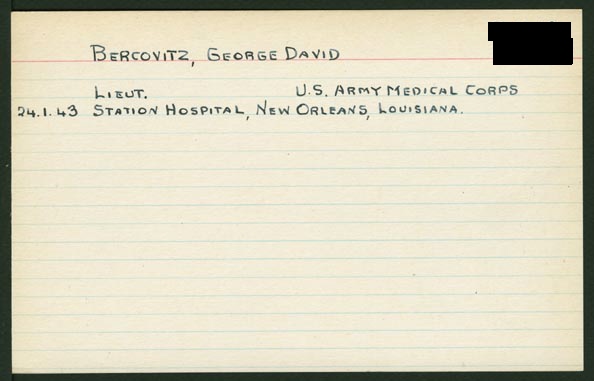 BERCOVITZ, GEORGE DAVID
LIEUT. U.S. ARMY MEDICAL CORPS
24.1.43 STATION HOSPITAL, NEW ORLEANS, LOUISIANA.